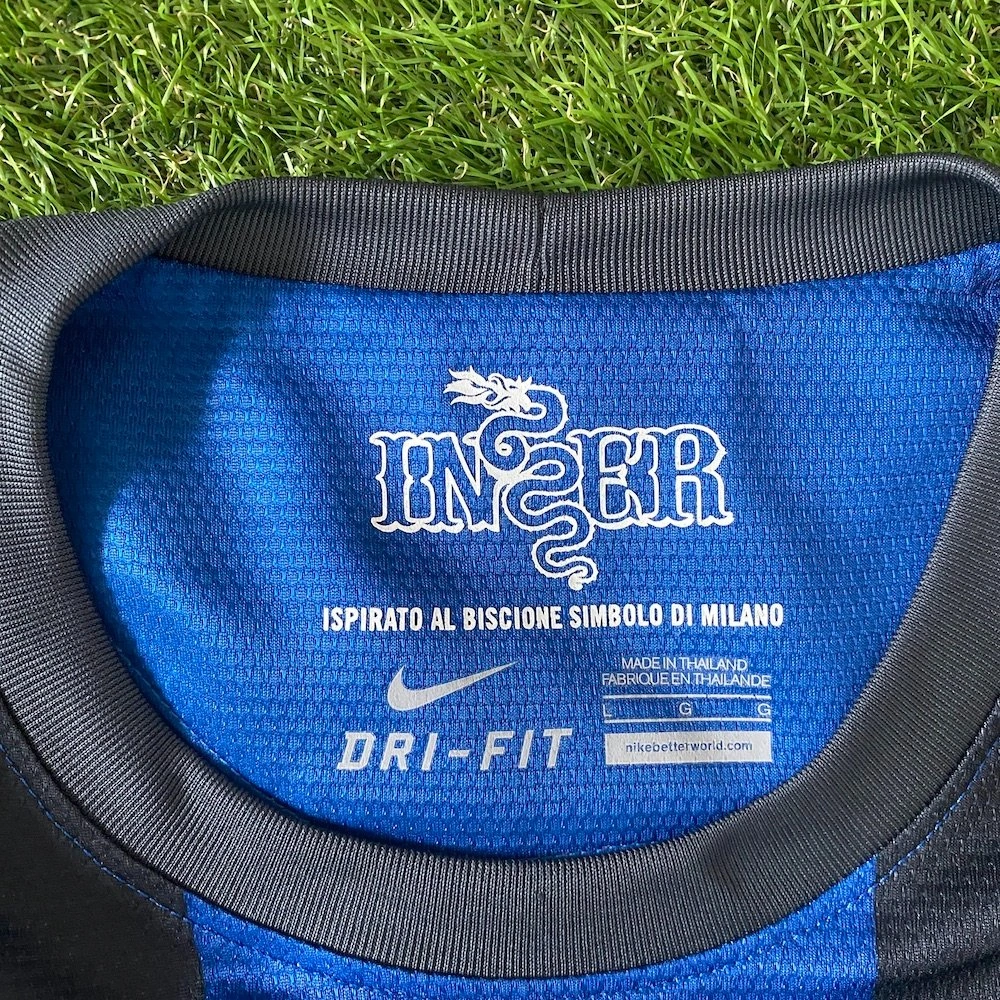 INTER
ISPIRATO AL BISCIONE SIMBOLO DI MILANO
DRI-FIT
MADE IN THAILAND
FABRIQUE EN THAILANDE
L G G
nikebetterworld.com